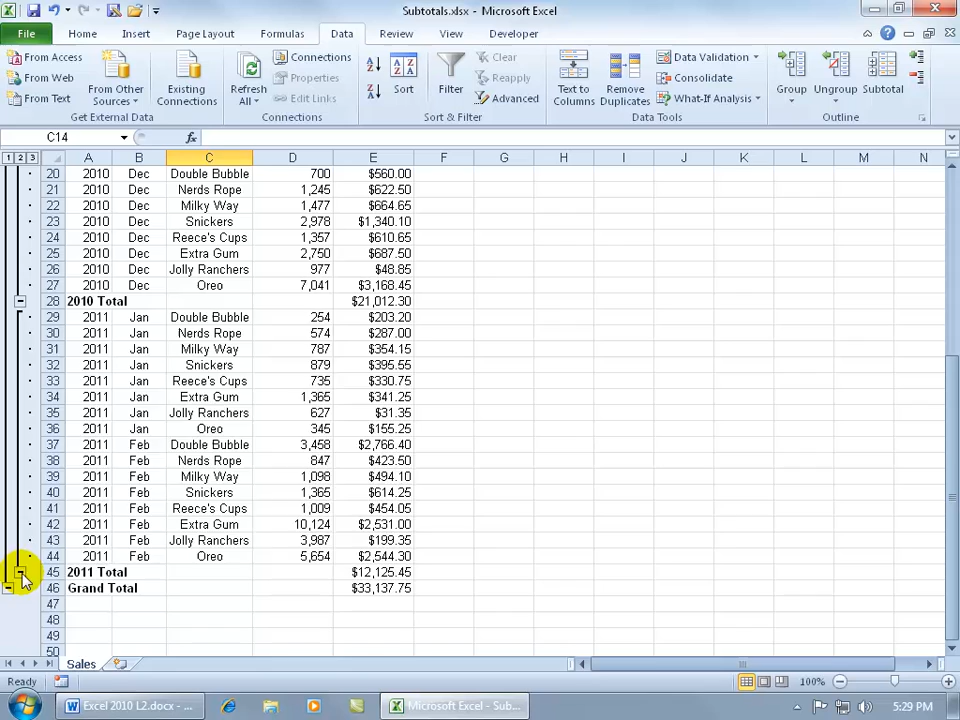 Subtotals.xlsx - Microsoft Excel
File Home Insert Page Layout Formulas Data Review View Developer
From Access
From Web
From Text
From Other Sources
Existing Connections
Refresh All
Connections
Properties
Edit Links
Sort
Filter
Clear
Reapply
Advanced
Text to Columns
Remove Duplicates
Data Validation
Consolidate
What-If Analysis
Group
Ungroup
Subtotal
Get External Data Connections Sort & Filter Data Tools Outline
C14 fx
1 2 3 A B C D E F G H I J K L M N
20 2010 Dec Double Bubble 700 $560.00
21 2010 Dec Nerds Rope 1,245 $622.50
22 2010 Dec Milky Way 1,477 $664.65
23 2010 Dec Snickers 2,978 $1,340.10
24 2010 Dec Reece's Cups 1,357 $610.65
25 2010 Dec Extra Gum 2,750 $687.50
26 2010 Dec Jolly Ranchers 977 $48.85
27 2010 Dec Oreo 7,041 $3,168.45
28 2010 Total $21,012.30
29 2011 Jan Double Bubble 254 $203.20
30 2011 Jan Nerds Rope 574 $287.00
31 2011 Jan Milky Way 787 $354.15
32 2011 Jan Snickers 879 $395.55
33 2011 Jan Reece's Cups 735 $330.75
34 2011 Jan Extra Gum 1,365 $341.25
35 2011 Jan Jolly Ranchers 627 $31.35
36 2011 Jan Oreo 345 $155.25
37 2011 Feb Double Bubble 3,458 $2,766.40
38 2011 Feb Nerds Rope 847 $423.50
39 2011 Feb Milky Way 1,098 $494.10
40 2011 Feb Snickers 1,365 $614.25
41 2011 Feb Reece's Cups 1,009 $454.05
42 2011 Feb Extra Gum 10,124 $2,531.00
43 2011 Feb Jolly Ranchers 3,987 $199.35
44 2011 Feb Oreo 5,654 $2,544.30
45 2011 Total $12,125.45
46 Grand Total $33,137.75
47
48
49
50
Sales
Ready 100%
Excel 2010 L2.docx - ... Microsoft Excel - Sub... 5:29 PM